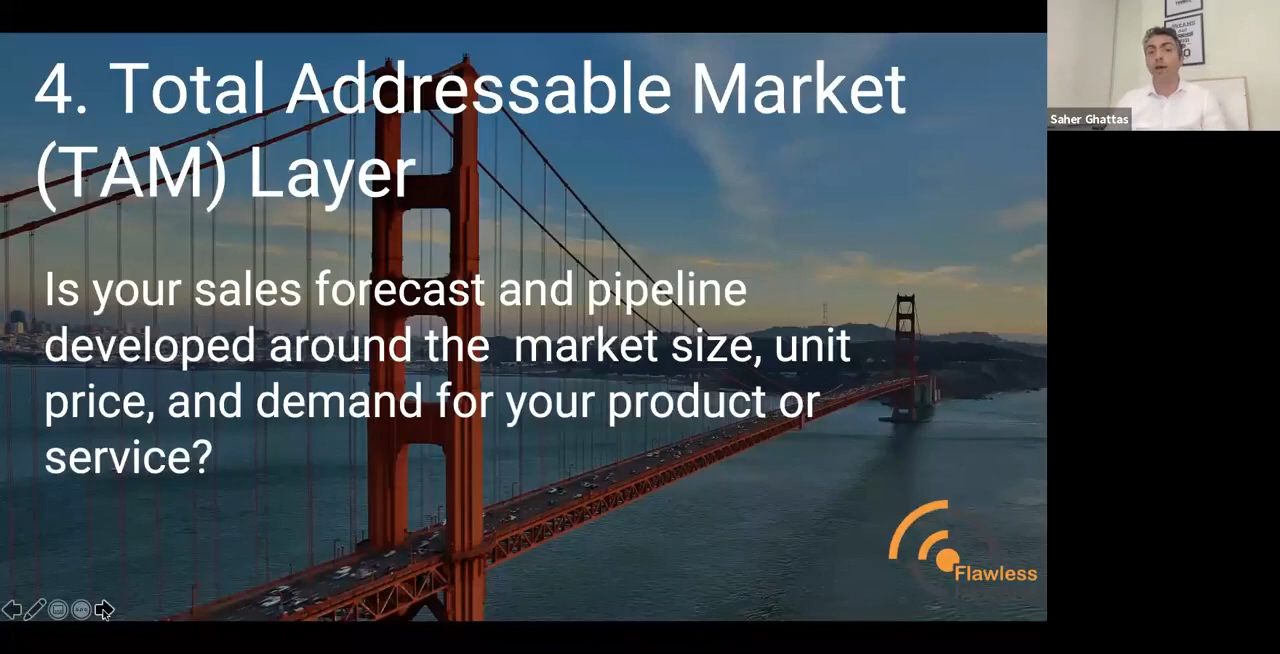 4. Total Addressable Market
(TAM) Layer
Is your sales forecast and pipeline
developed around the  market size, unit
price, and demand for your product or
service?
Flawless
Saher Ghattas